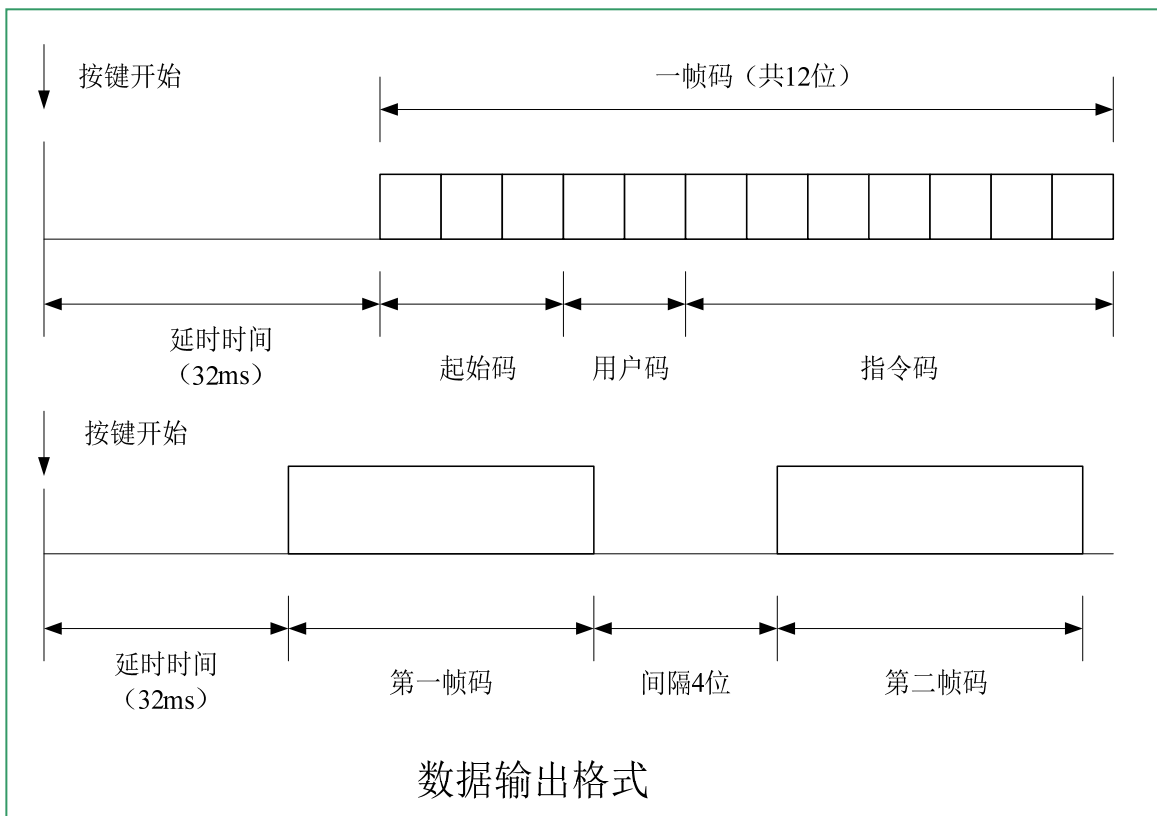 按键开始
一帧码（共12位）
延时时间
（32ms）
起始码
用户码
指令码
按键开始
延时时间
（32ms）
第一帧码
间隔4位
第二帧码
数据输出格式